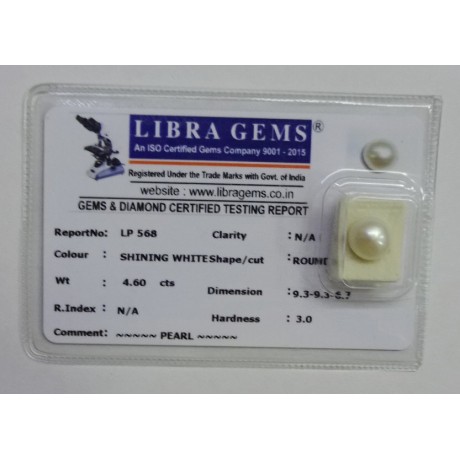 LIBRA GEMS®
An ISO Certified Gems Company 9001 - 2015
Registered Under the Trade Marks with Govt. of India
website : www.libragems.co.in
GEMS & DIAMOND CERTIFIED TESTING REPORT
ReportNo: LP 568 Clarity : N/A
Colour : SHINING WHITE Shape/cut : ROUND
Wt : 4.60 cts Dimension : 9.3-9.3-6.7
R.Index : N/A Hardness : 3.0
Comment: ~~~~~ PEARL ~~~~~